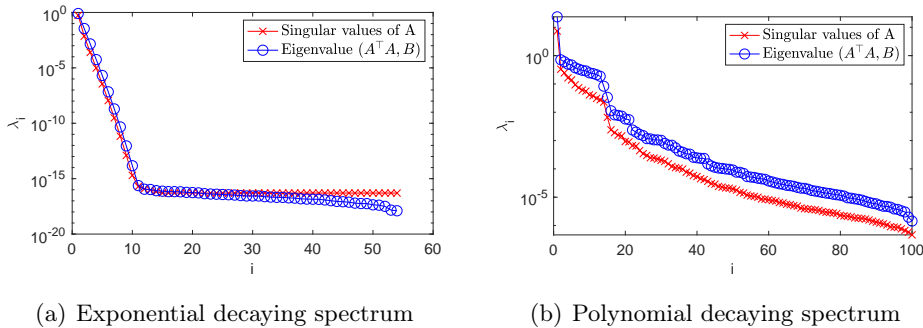 10^0
10^-5
10^-10
10^-15
10^-20
λ_i
0 10 20 30 40 50 60
i
Singular values of A
Eigenvalue (A^⊤A, B)
10^0
10^-5
λ_i
0 20 40 60 80 100
i
Singular values of A
Eigenvalue (A^⊤A, B)
(a) Exponential decaying spectrum
(b) Polynomial decaying spectrum